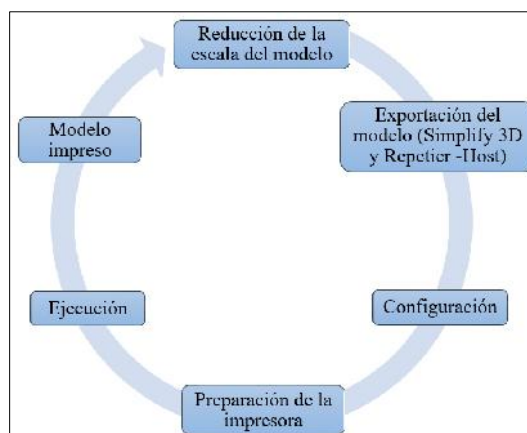 Reducción de la
escala del modelo
Exportación del
modelo (Simplify 3D
y Repetier -Host)
Configuración
Preparación de la
impresora
Ejecución
Modelo
impreso